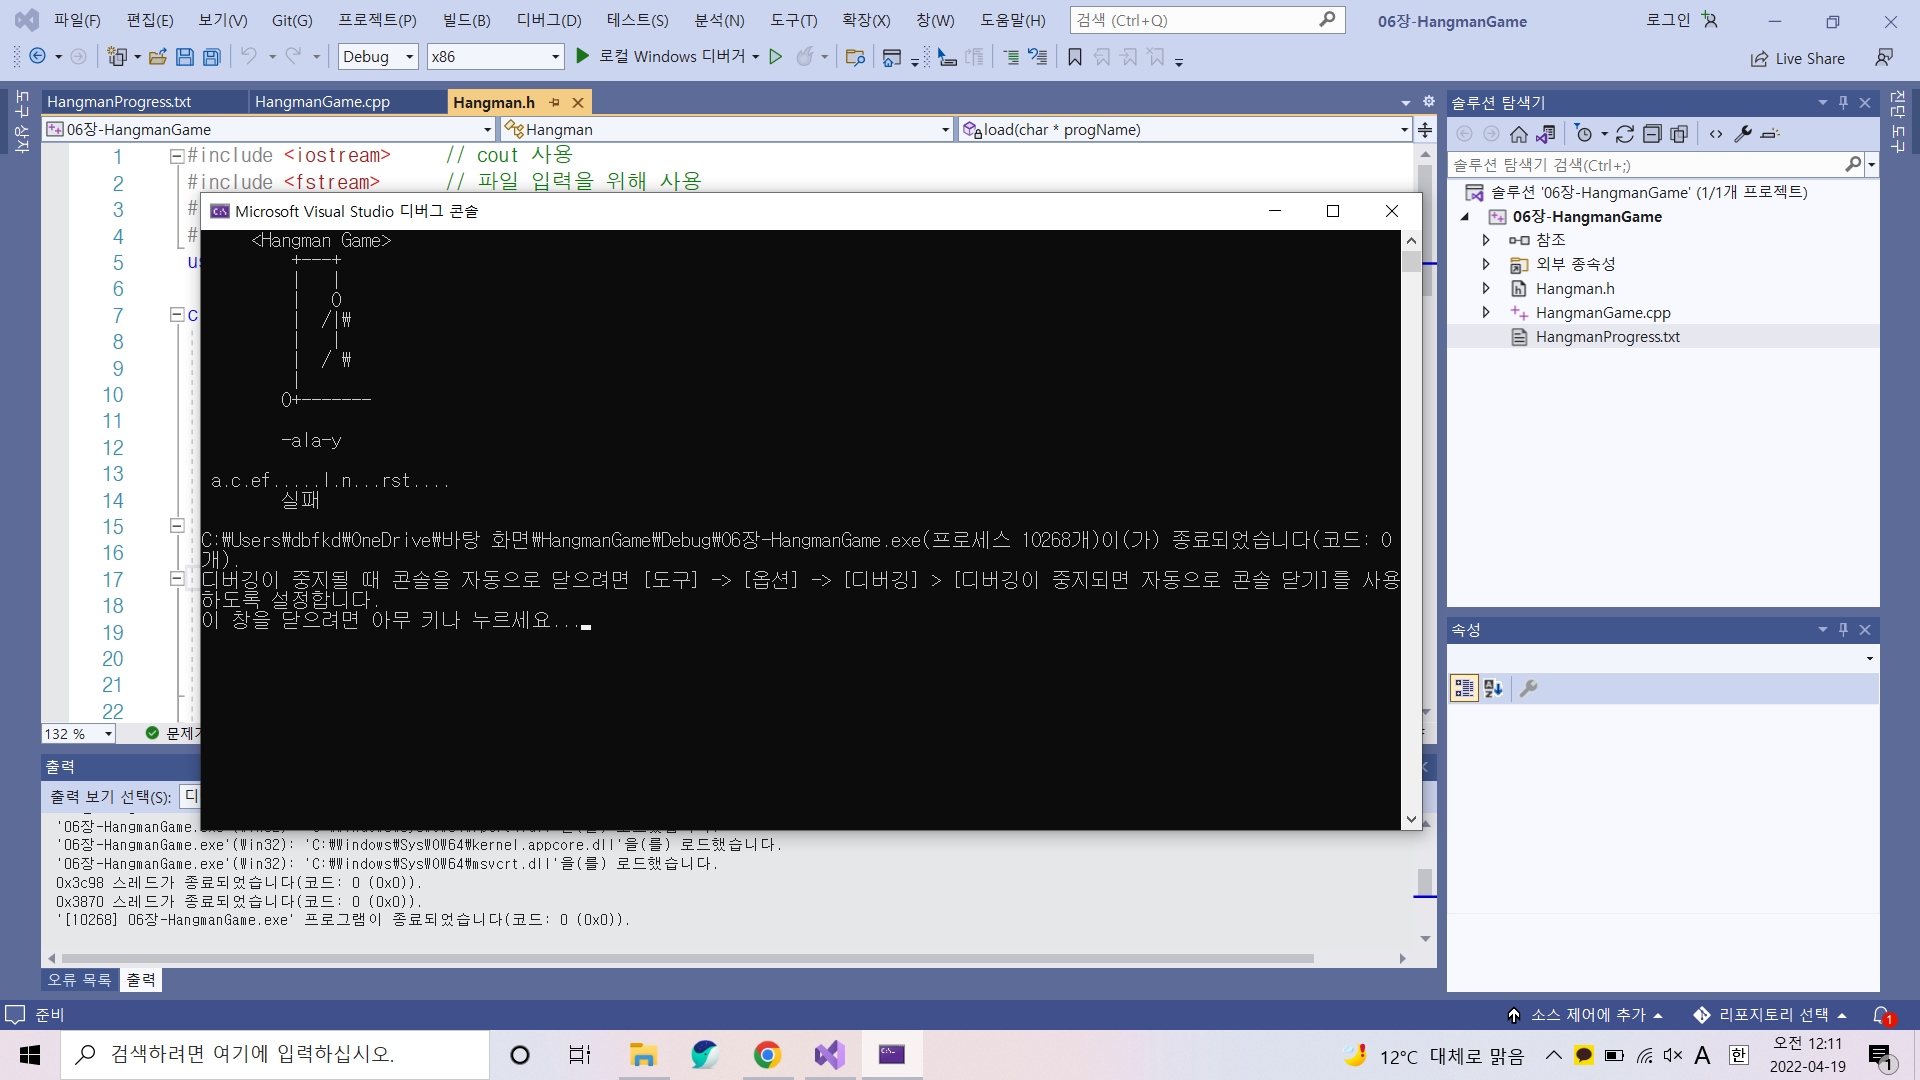 파일(F) 편집(E) 보기(V) Git(G) 프로젝트(P) 빌드(B) 디버그(D) 테스트(S) 분석(N) 도구(T) 확장(X) 창(W) 도움말(H) 검색 (Ctrl+Q) 06장-HangmanGame 로그인
Debug x86 로컬 Windows 디버거 Live Share
도구 상자
HangmanProgress.txt HangmanGame.cpp Hangman.h
06장-HangmanGame Hangman load(char * progName)
1 #include <iostream> // cout 사용
2 #include <fstream> // 파일 입력을 위해 사용
3 #
4 #
5 us
6
7 c
8
9
10
11
12
13
14
15
16
17
18
19
20
21
22
132 % 문제가
Microsoft Visual Studio 디버그 콘솔
<Hangman Game>
+---+
|   |
|   O
|  /|₩
|   |
|  / ₩
|
O+-------
-ala-y
a.c.ef.....l.n...rst....
실패
C:₩Users₩dbfkd₩OneDrive₩바탕 화면₩HangmanGame₩Debug₩06장-HangmanGame.exe(프로세스 10268개)이(가) 종료되었습니다(코드: 0
개).
디버깅이 중지될 때 콘솔을 자동으로 닫으려면 [도구] -> [옵션] -> [디버깅] > [디버깅이 중지되면 자동으로 콘솔 닫기]를 사용
하도록 설정합니다.
이 창을 닫으려면 아무 키나 누르세요...
출력
출력 보기 선택(S): 디
'06장-HangmanGame.exe'(Win32):
'06장-HangmanGame.exe'(Win32): 'C:₩Windows₩SysWOW64₩kernel.appcore.dll'을(를) 로드했습니다.
'06장-HangmanGame.exe'(Win32): 'C:₩Windows₩SysWOW64₩msvcrt.dll'을(를) 로드했습니다.
0x3c98 스레드가 종료되었습니다(코드: 0 (0x0)).
0x3870 스레드가 종료되었습니다(코드: 0 (0x0)).
'[10268] 06장-HangmanGame.exe' 프로그램이 종료되었습니다(코드: 0 (0x0)).
오류 목록 출력
솔루션 탐색기
솔루션 탐색기 검색(Ctrl+;)
솔루션 '06장-HangmanGame' (1/1개 프로젝트)
06장-HangmanGame
참조
외부 종속성
Hangman.h
HangmanGame.cpp
HangmanProgress.txt
속성
진단 도구
준비 소스 제어에 추가 리포지토리 선택 1
검색하려면 여기에 입력하십시오. 12°C 대체로 맑음 A 한 오전 12:11
2022-04-19 1